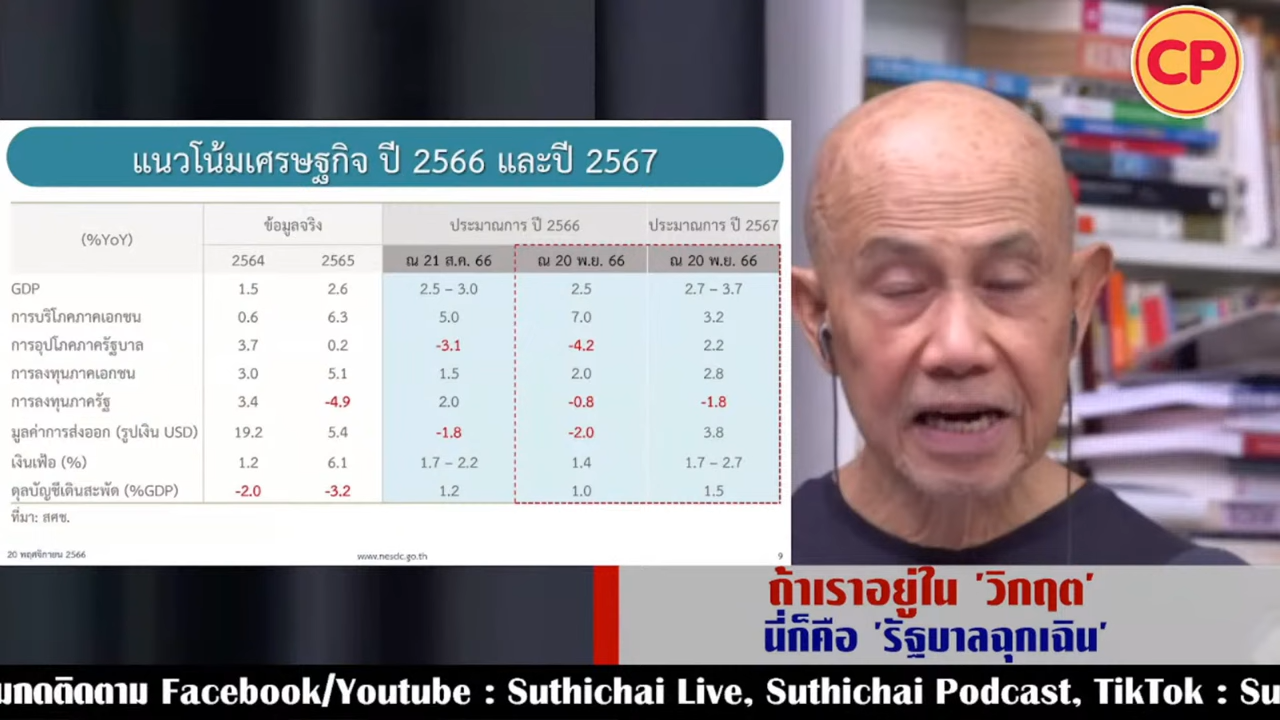 CP
แนวโน้มเศรษฐกิจ ปี 2566 และปี 2567
(%YoY) ข้อมูลจริง ประมาณการ ปี 2566 ประมาณการ ปี 2567
2564 2565 ณ 21 ส.ค. 66 ณ 20 พ.ย. 66 ณ 20 พ.ย. 66
GDP 1.5 2.6 2.5 – 3.0 2.5 2.7 – 3.7
การบริโภคภาคเอกชน 0.6 6.3 5.0 7.0 3.2
การอุปโภคภาครัฐบาล 3.7 0.2 -3.1 -4.2 2.2
การลงทุนภาคเอกชน 3.0 5.1 1.5 2.0 2.8
การลงทุนภาครัฐ 3.4 -4.9 2.0 -0.8 -1.8
มูลค่าการส่งออก (รูปเงิน USD) 19.2 5.4 -1.8 -2.0 3.8
เงินเฟ้อ (%) 1.2 6.1 1.7 – 2.2 1.4 1.7 – 2.7
ดุลบัญชีเดินสะพัด (%GDP) -2.0 -3.2 1.2 1.0 1.5
ที่มา: สศช.
20 พฤศจิกายน 2566 www.nesdc.go.th 9
ถ้าเราอยู่ใน 'วิกฤต'
นี่ก็คือ 'รัฐบาลฉุกเฉิน'
มกดติดตาม Facebook/Youtube : Suthichai Live, Suthichai Podcast, TikTok : Su